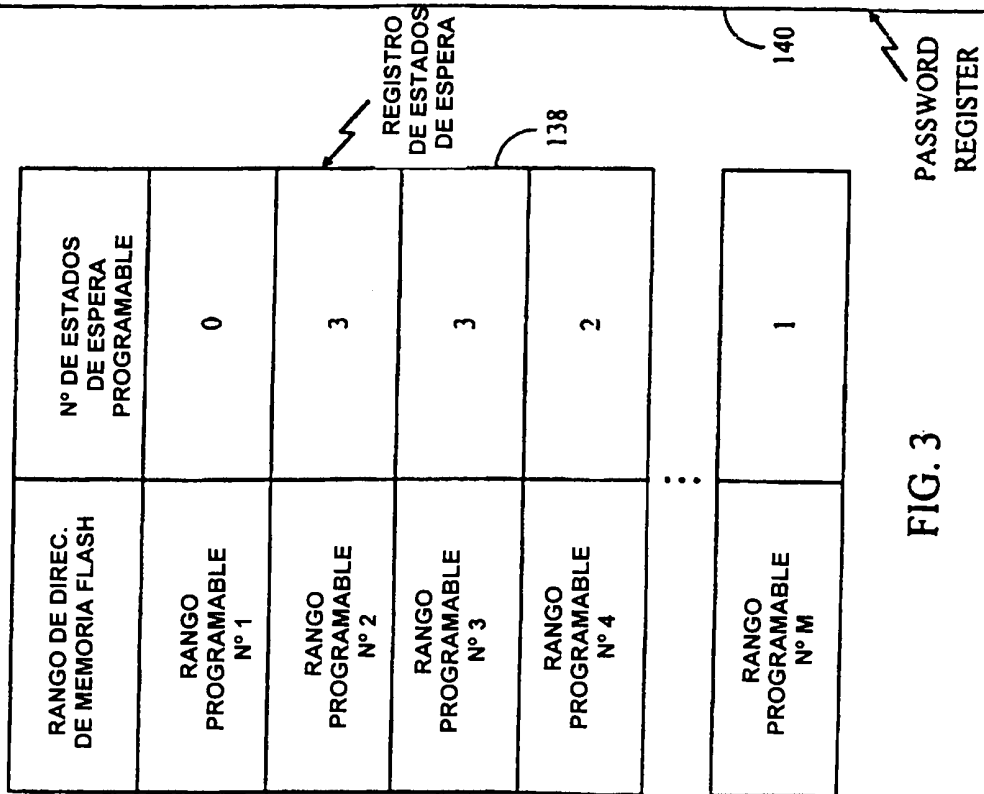 RANGO DE DIREC.
DE MEMORIA FLASH
Nº DE ESTADOS
DE ESPERA
PROGRAMABLE
RANGO
PROGRAMABLE
Nº 1
0
RANGO
PROGRAMABLE
Nº 2
3
RANGO
PROGRAMABLE
Nº 3
3
RANGO
PROGRAMABLE
Nº 4
2
RANGO
PROGRAMABLE
Nº M
1
REGISTRO
DE ESTADOS
DE ESPERA
138
140
PASSWORD
REGISTER
FIG. 3